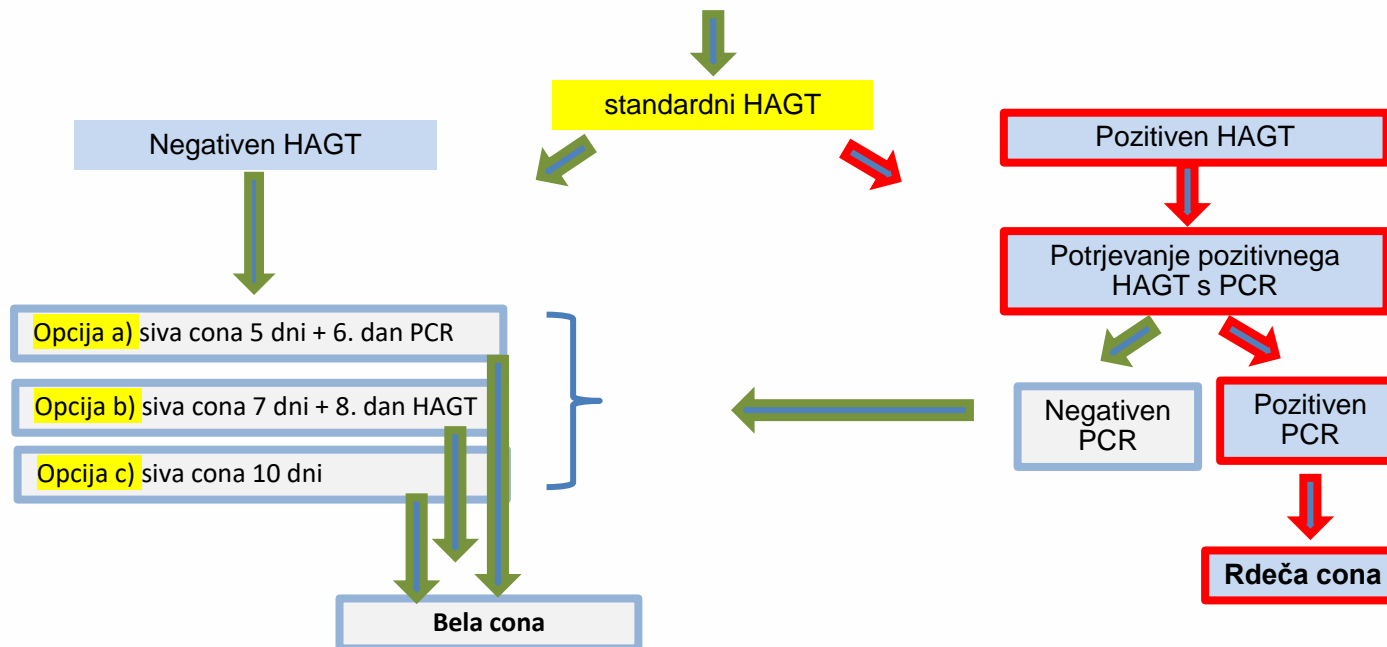 standardni HAGT
Negativen HAGT
Pozitiven HAGT
Potrjevanje pozitivnega
HAGT s PCR
Opcija a) siva cona 5 dni + 6. dan PCR
Opcija b) siva cona 7 dni + 8. dan HAGT
Opcija c) siva cona 10 dni
Negativen
PCR
Pozitiven
PCR
Rdeča cona
Bela cona